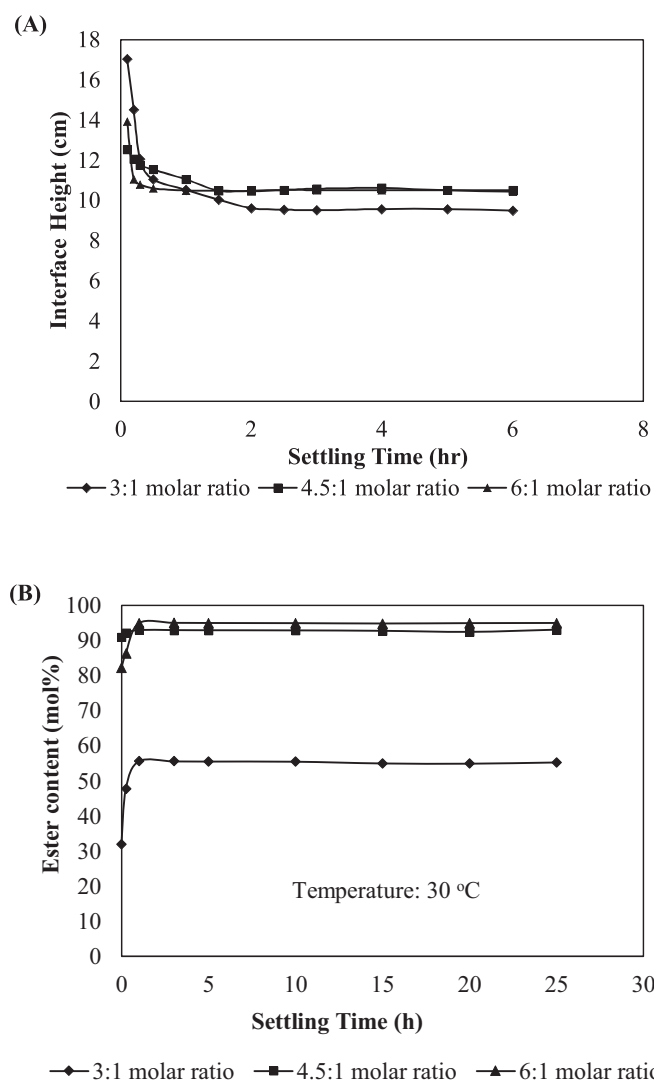 (A)
18
16
14
12
10
8
6
4
2
0
Interface Height (cm)
0 2 4 6 8
Settling Time (hr)
3:1 molar ratio 4.5:1 molar ratio 6:1 molar ratio
(B)
100
90
80
70
60
50
40
30
20
10
0
Ester content (mol%)
Temperature: 30 °C
0 5 10 15 20 25 30
Settling Time (h)
3:1 molar ratio 4.5:1 molar ratio 6:1 molar ratio